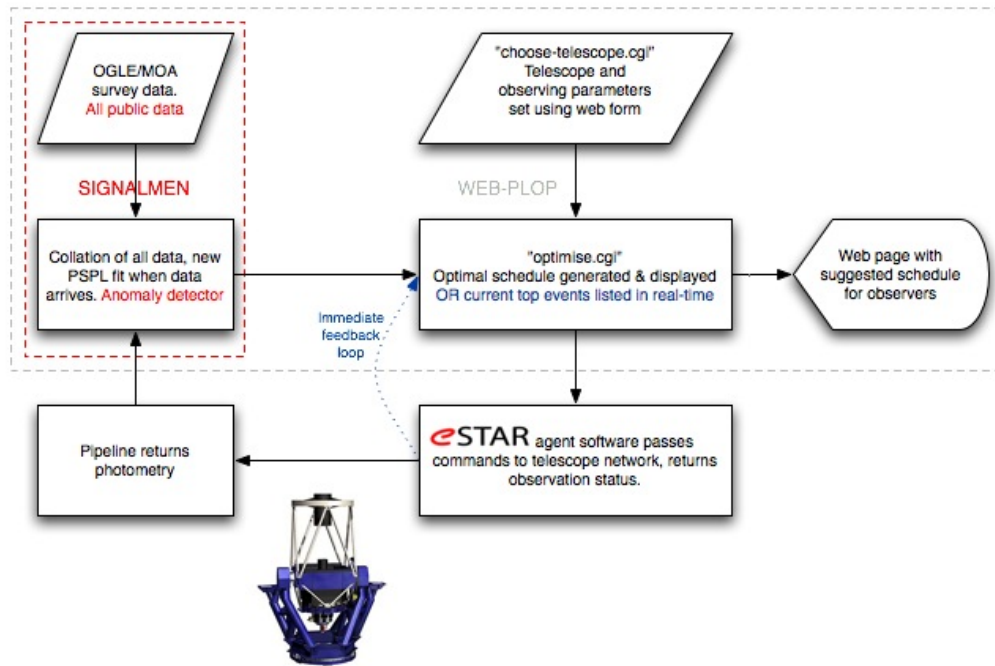 OGLE/MOA
survey data.
All public data
"choose-telescope.cgi"
Telescope and
observing parameters
set using web form
SIGNALMEN
WEB-PLOP
Collation of all data, new
PSPL fit when data
arrives. Anomaly detector
"optimise.cgi"
Optimal schedule generated & displayed
OR current top events listed in real-time
Web page with
suggested schedule
for observers
Immediate
feedback
loop
Pipeline returns
photometry
eSTAR agent software passes
commands to telescope network, returns
observation status.